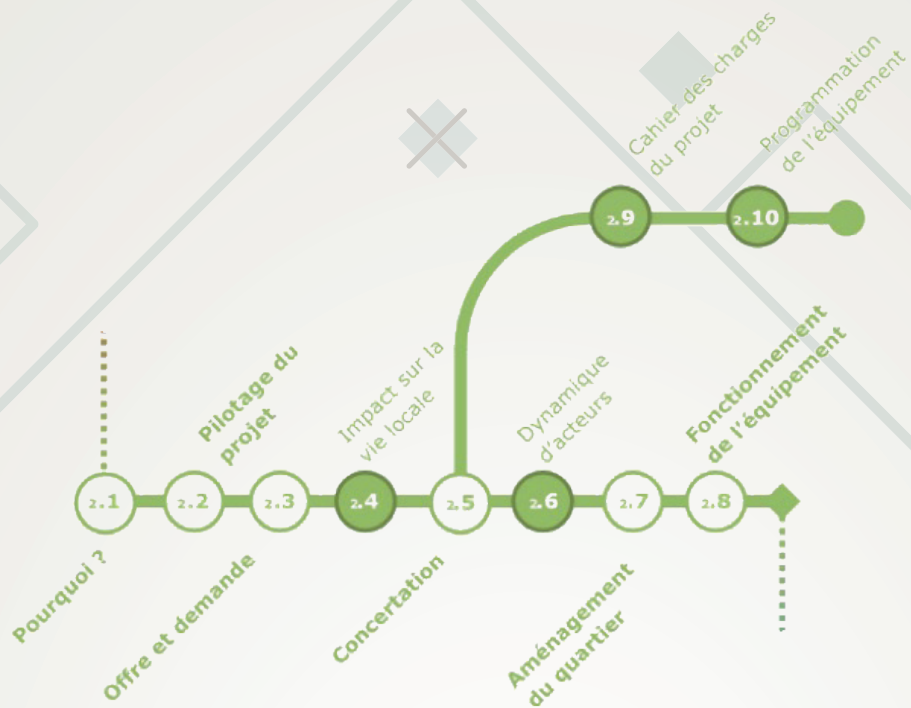 Cahier des charges
du projet
Programmation
de l'équipement
2.9
2.10
Pilotage du
projet
Impact sur la
vie locale
Dynamique
d'acteurs
Fonctionnement
de l'équipement
2.1
2.2
2.3
2.4
2.5
2.6
2.7
2.8
Pourquoi ?
Offre et demande
Concertation
Aménagement
du quartier